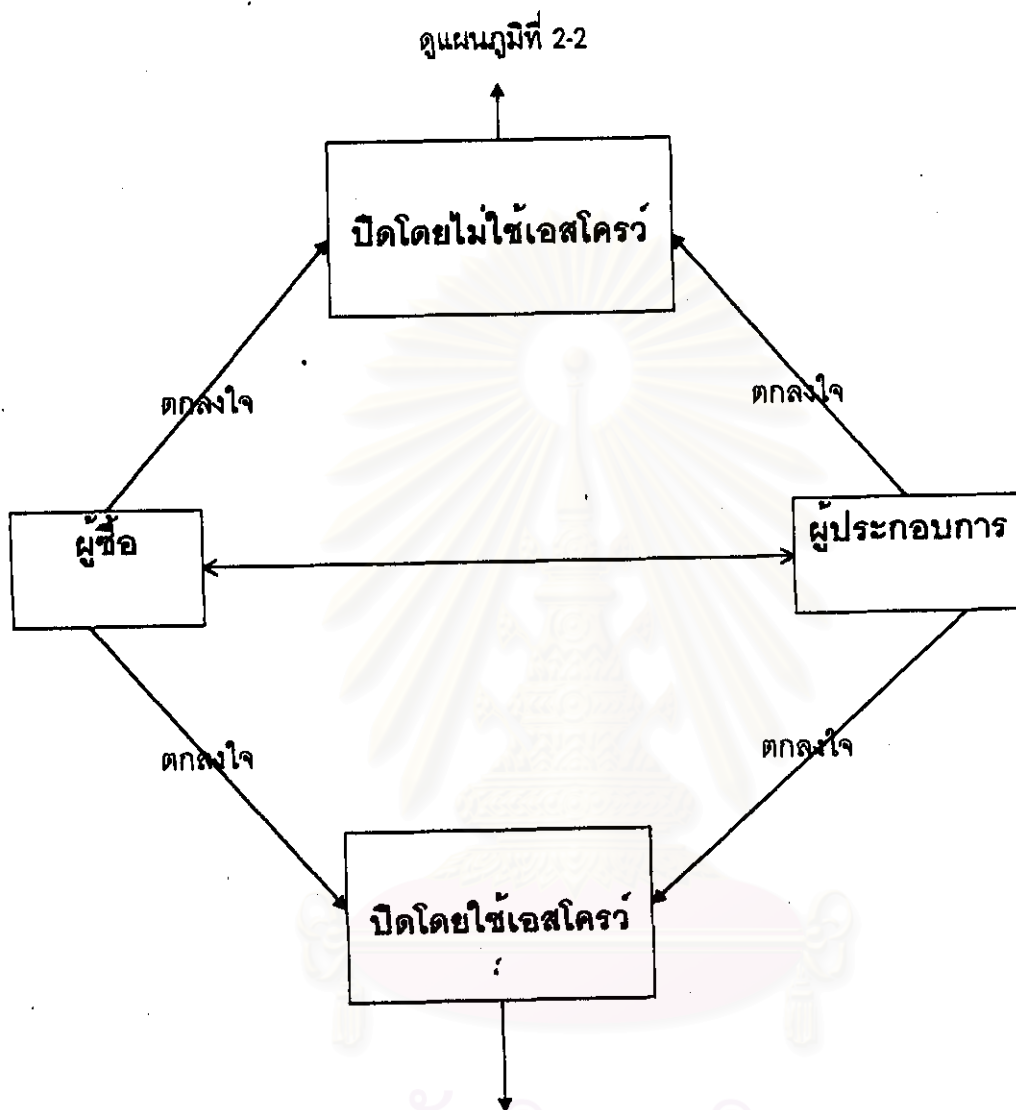 ดูแผนภูมิที่ 2-2
ปิดโดยไม่ใช้เอสโครว์
ตกลงใจ
ตกลงใจ
ผู้ซื้อ
ผู้ประกอบการ
ตกลงใจ
ตกลงใจ
ปิดโดยใช้เอสโครว์